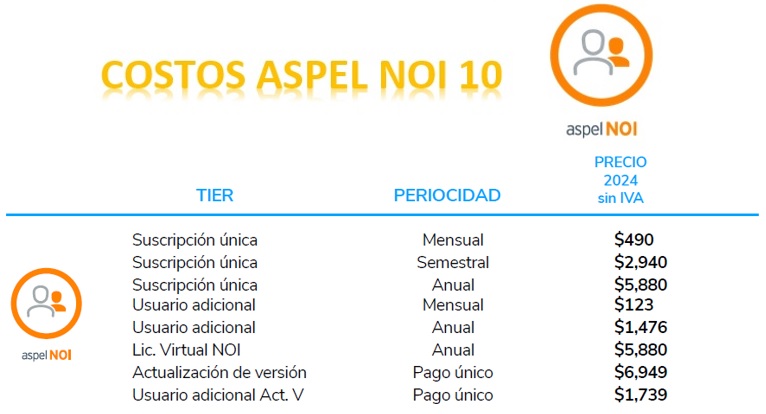 COSTOS ASPEL NOI 10
aspel NOI
TIER PERIOCIDAD PRECIO 2024 sin IVA
Suscripción única Mensual $490
Suscripción única Semestral $2,940
Suscripción única Anual $5,880
Usuario adicional Mensual $123
Usuario adicional Anual $1,476
Lic. Virtual NOI Anual $5,880
Actualización de versión Pago único $6,949
Usuario adicional Act. V Pago único $1,739
aspel NOI